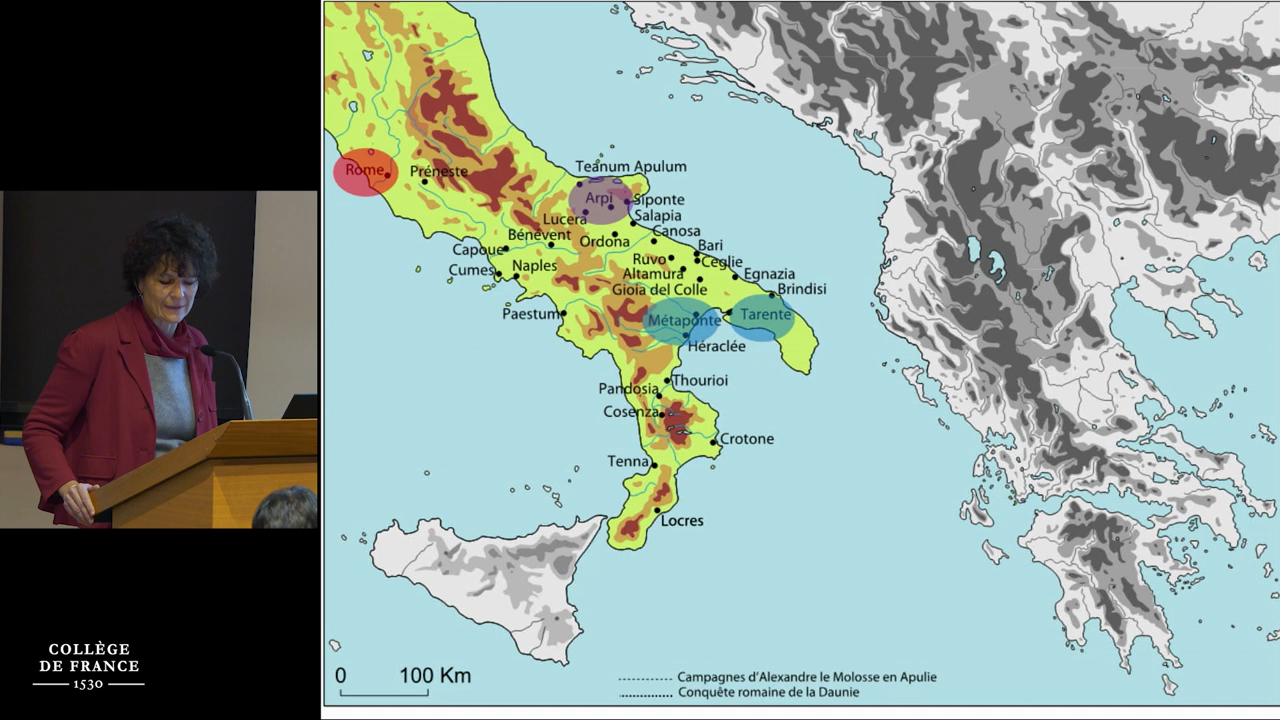 COLLÈGE
DE FRANCE
1530
Teanum Apulum
Rome
Préneste
Arpi
Siponte
Lucera
Salapia
Bénévent
Ordona
Canosa
Capoue
Bari
Ruvo
Ceglie
Cumes
Naples
Altamura
Egnazia
Gioia del Colle
Brindisi
Paestum
Métaponte
Tarente
Héraclée
Pandosia
Thourioi
Cosenza
Crotone
Tenna
Locres
0 100 Km
Campagnes d'Alexandre le Molosse en Apulie
Conquête romaine de la Daunie